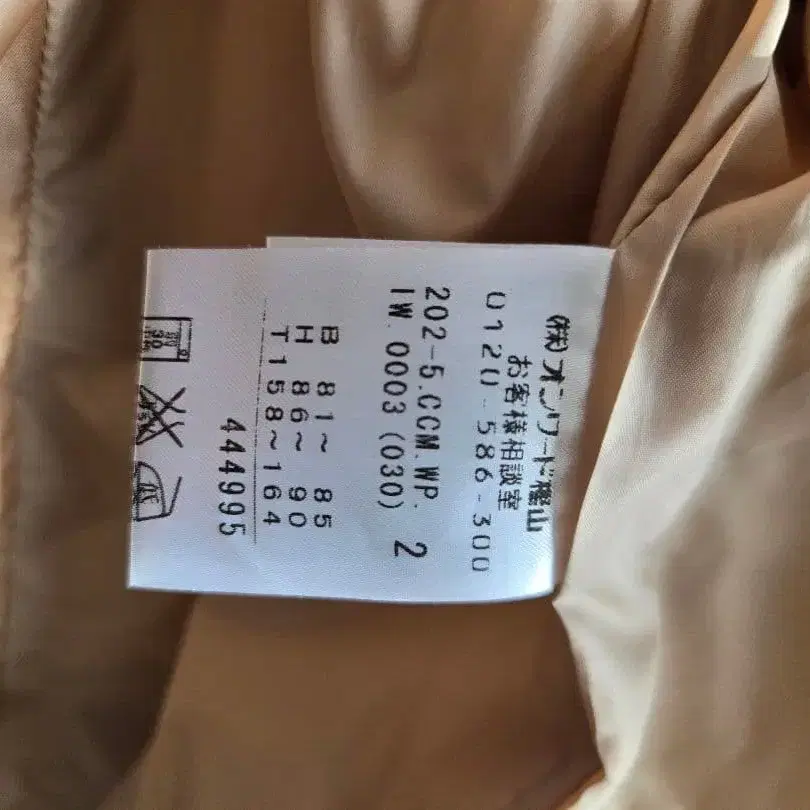 (株)オンワード樫山
お客様相談室
0120-586-300
202-5.CCM.WP. 2
IW.0003(030)
B 81～ 85
H 86～ 90
T158～164
444995